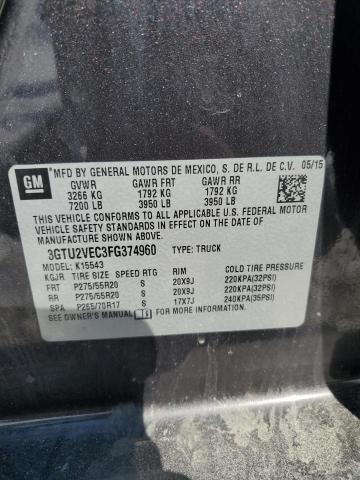 GM
MFD BY GENERAL MOTORS DE MEXICO, S. DE R.L. DE C.V. 05/15
GVWR GAWR FRT GAWR RR
3266 KG 1792 KG 1792 KG
7200 LB 3950 LB 3950 LB
THIS VEHICLE CONFORMS TO ALL APPLICABLE U.S. FEDERAL MOTOR
VEHICLE SAFETY AND THEFT PREVENTION STANDARDS IN EFFECT ON THE DATE OF
MANUFACTURE SHOWN ABOVE.
3GTU2VEC3FG374960 TYPE: TRUCK
MODEL: K15543
KGJR TIRE SIZE SPEED RTG RIM COLD TIRE PRESSURE
FRT P275/55R20 S 20X9J 220KPA(32PSI)
RR P275/55R20 S 20X9J 220KPA(32PSI)
SPA P265/70R17 S 17X7J 240KPA(35PSI)
SEE OWNER'S MANUAL FOR MORE INFORMATION.